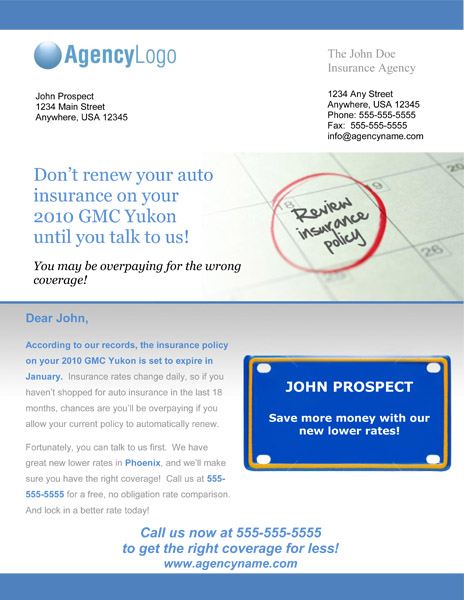 AgencyLogo
The John Doe
Insurance Agency
John Prospect
1234 Main Street
Anywhere, USA 12345
1234 Any Street
Anywhere, USA 12345
Phone: 555-555-5555
Fax: 555-555-5555
info@agencyname.com
Don't renew your auto
insurance on your
2010 GMC Yukon
until you talk to us!
You may be overpaying for the wrong
coverage!
18
19
20
24
25
26
Review
insurance
policy
Dear John,
According to our records, the insurance policy
on your 2010 GMC Yukon is set to expire in
January. Insurance rates change daily, so if you
haven't shopped for auto insurance in the last 18
months, chances are you'll be overpaying if you
allow your current policy to automatically renew.
Fortunately, you can talk to us first. We have
great new lower rates in Phoenix, and we'll make
sure you have the right coverage! Call us at 555-
555-5555 for a free, no obligation rate comparison.
And lock in a better rate today!
JOHN PROSPECT
Save more money with our
new lower rates!
Call us now at 555-555-5555
to get the right coverage for less!
www.agencyname.com